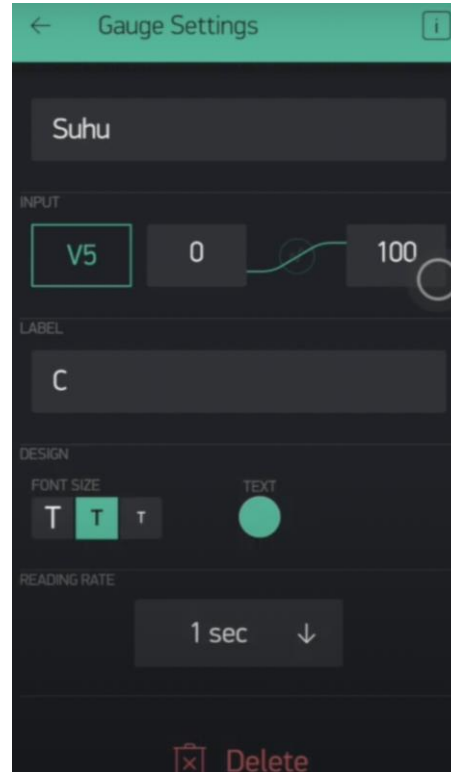 Gauge Settings
i
Suhu
INPUT
V5 0 100
LABEL
C
DESIGN
FONT SIZE TEXT
T T T
READING RATE
1 sec
Delete